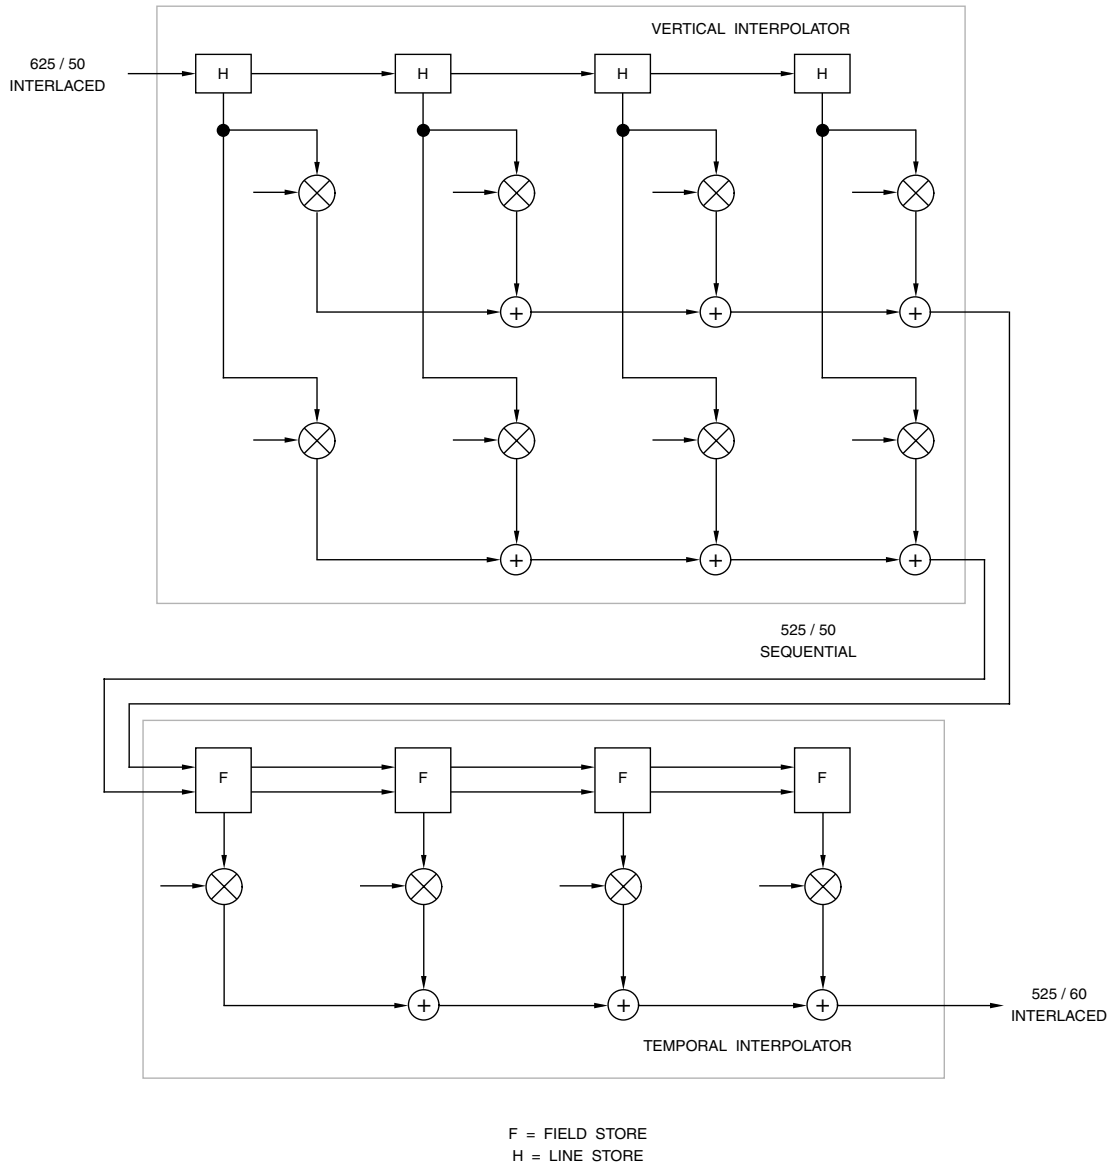 VERTICAL INTERPOLATOR
625 / 50
INTERLACED
H
H
H
H
+
+
+
+
+
+
525 / 50
SEQUENTIAL
F
F
F
F
+
+
+
525 / 60
INTERLACED
TEMPORAL INTERPOLATOR
F = FIELD STORE
H = LINE STORE